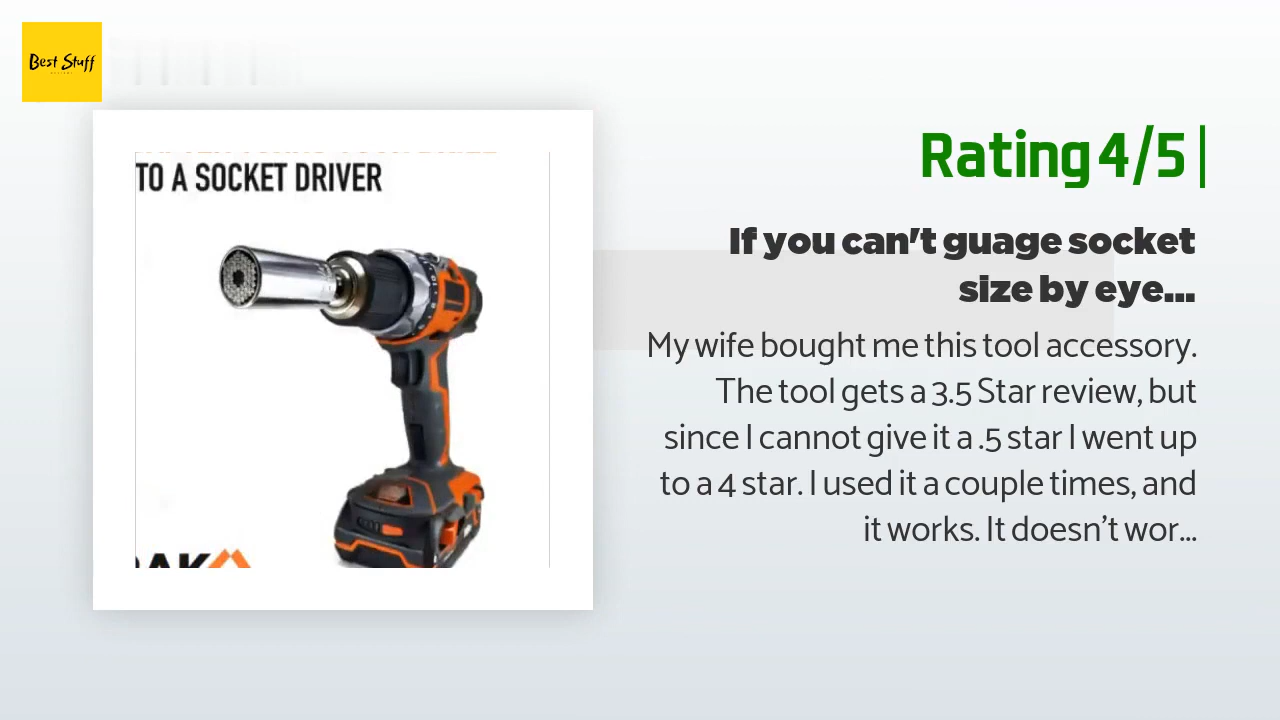 Best Stuff
Rating 4/5 |
If you can't guage socket
size by eye...
My wife bought me this tool accessory.
The tool gets a 3.5 Star review, but
since I cannot give it a .5 star I went up
to a 4 star. I used it a couple times, and
it works. It doesn't wor...
TO A SOCKET DRIVER